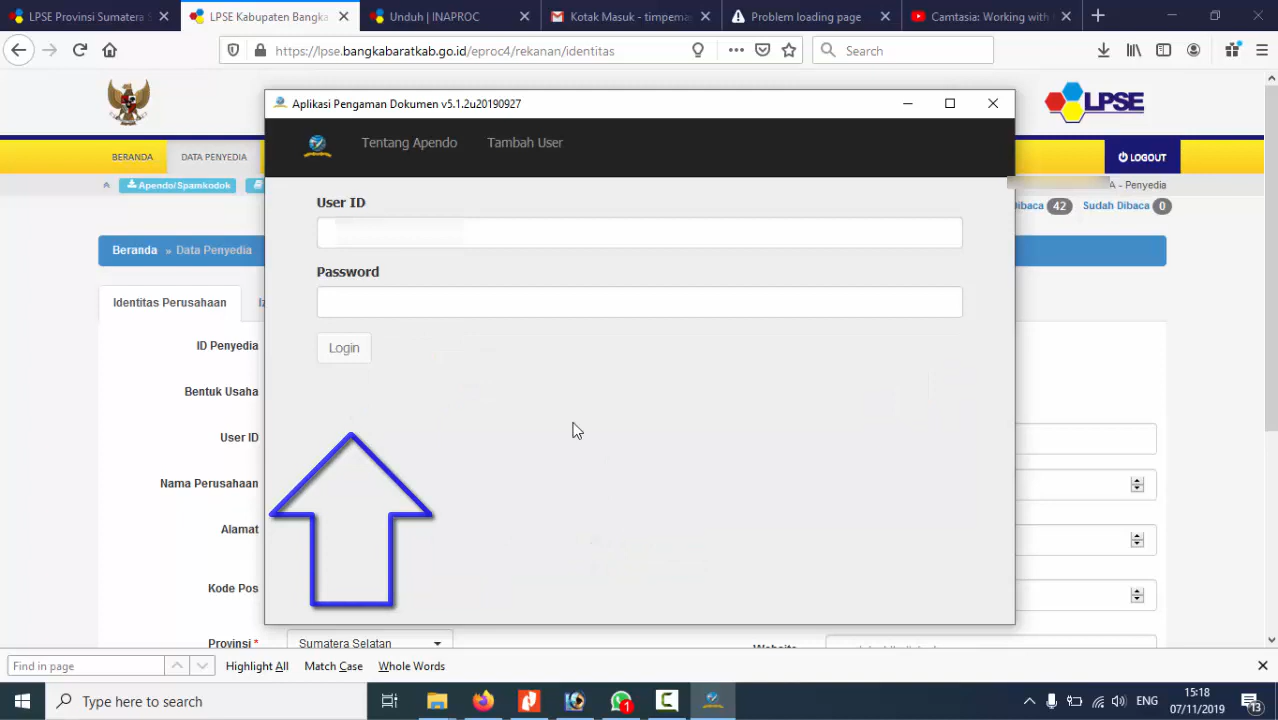 LPSE Provinsi Sumatera S
LPSE Kabupaten Bangka
Unduh | INAPROC
Kotak Masuk - timpema
Problem loading page
Camtasia: Working with
https://lpse.bangkabaratkab.go.id/eproc4/rekanan/identitas
Search
LPSE
Aplikasi Pengaman Dokumen v5.1.2u20190927
Tentang Apendo
Tambah User
BERANDA
DATA PENYEDIA
LOGOUT
Apendo/Spamkodok
A - Penyedia
Dibaca 42
Sudah Dibaca 0
User ID
Beranda » Data Penyedia
Password
Identitas Perusahaan
Login
ID Penyedia
Bentuk Usaha
User ID
Nama Perusahaan
Alamat
Kode Pos
Provinsi *
Sumatera Selatan
Find in page
Highlight All
Match Case
Whole Words
Type here to search
1
ENG
15:18
07/11/2019
13